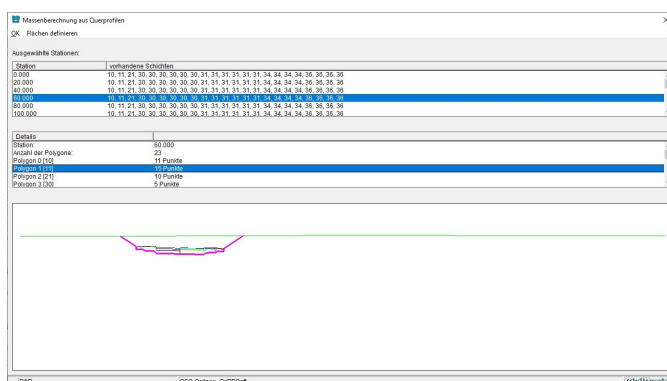 Massenberechnung aus Querprofilen
OK Flächen definieren
Ausgewählte Stationen:
Station vorhandene Schichten
0.000 10, 11, 21, 30, 30, 30, 30, 30, 30, 31, 31, 31, 31, 31, 31, 34, 34, 34, 34, 36, 36, 36, 36
20.000 10, 11, 21, 30, 30, 30, 30, 30, 30, 31, 31, 31, 31, 31, 31, 34, 34, 34, 34, 36, 36, 36, 36
40.000 10, 11, 21, 30, 30, 30, 30, 30, 30, 31, 31, 31, 31, 31, 31, 34, 34, 34, 34, 36, 36, 36, 36
60.000 10, 11, 21, 30, 30, 30, 30, 30, 30, 31, 31, 31, 31, 31, 31, 34, 34, 34, 34, 36, 36, 36, 36
80.000 10, 11, 21, 30, 30, 30, 30, 30, 30, 31, 31, 31, 31, 31, 31, 34, 34, 34, 34, 36, 36, 36, 36
100.000 10, 11, 21, 30, 30, 30, 30, 30, 30, 31, 31, 31, 31, 31, 31, 34, 34, 34, 34, 36, 36, 36, 36
Details
Station: 60.000
Anzahl der Polygone: 23
Polygon 0 [10] 11 Punkte
Polygon 1 [11] 15 Punkte
Polygon 2 [21] 10 Punkte
Polygon 3 [30] 5 Punkte